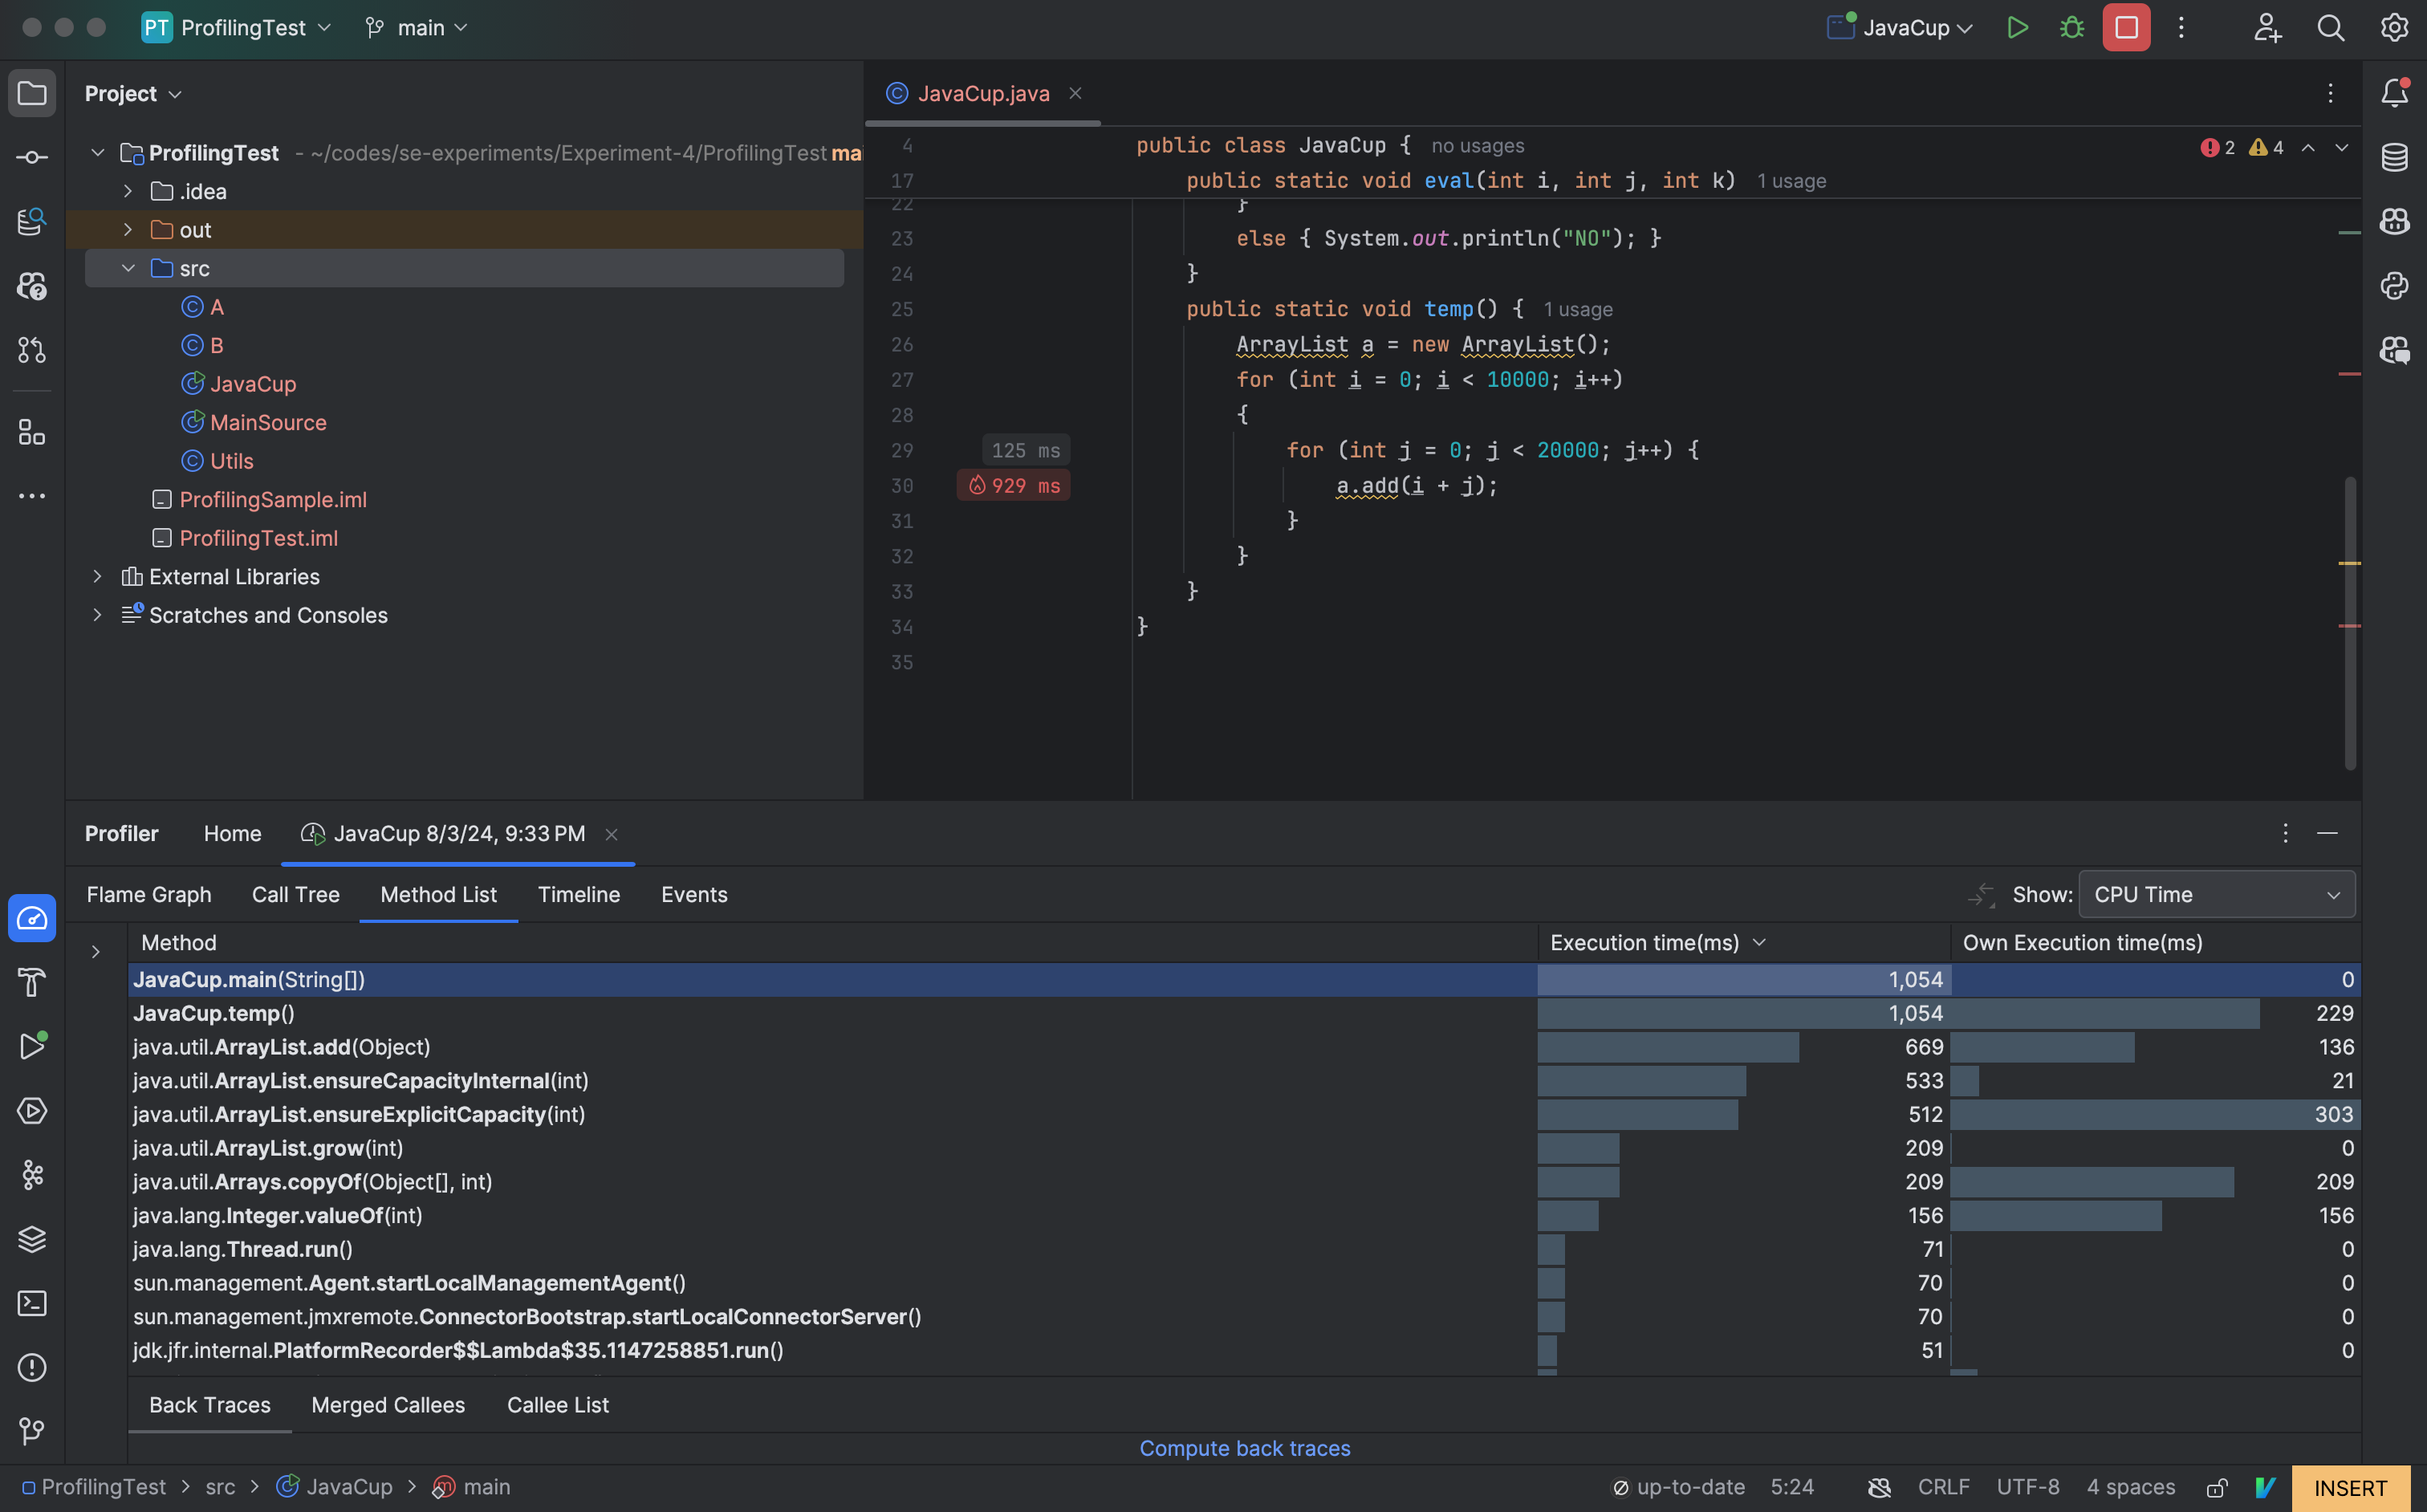 PT ProfilingTest main JavaCup
Project
ProfilingTest - ~/codes/se-experiments/Experiment-4/ProfilingTest mai
.idea
out
src
A
B
JavaCup
MainSource
Utils
ProfilingSample.iml
ProfilingTest.iml
External Libraries
Scratches and Consoles
JavaCup.java
2 4
4 public class JavaCup { no usages
17 public static void eval(int i, int j, int k) 1 usage
22 }
23 else { System.out.println("NO"); }
24 }
25 public static void temp() { 1 usage
26 ArrayList a = new ArrayList();
27 for (int i = 0; i < 10000; i++)
28 {
29 125 ms for (int j = 0; j < 20000; j++) {
30 929 ms a.add(i + j);
31 }
32 }
33 }
34 }
35
Profiler Home JavaCup 8/3/24, 9:33 PM
Flame Graph Call Tree Method List Timeline Events Show: CPU Time
Method Execution time(ms) Own Execution time(ms)
JavaCup.main(String[]) 1,054 0
JavaCup.temp() 1,054 229
java.util.ArrayList.add(Object) 669 136
java.util.ArrayList.ensureCapacityInternal(int) 533 21
java.util.ArrayList.ensureExplicitCapacity(int) 512 303
java.util.ArrayList.grow(int) 209 0
java.util.Arrays.copyOf(Object[], int) 209 209
java.lang.Integer.valueOf(int) 156 156
java.lang.Thread.run() 71 0
sun.management.Agent.startLocalManagementAgent() 70 0
sun.management.jmxremote.ConnectorBootstrap.startLocalConnectorServer() 70 0
jdk.jfr.internal.PlatformRecorder$$Lambda$35.1147258851.run() 51 0
Back Traces Merged Callees Callee List
Compute back traces
ProfilingTest > src > JavaCup > main up-to-date 5:24 CRLF UTF-8 4 spaces INSERT